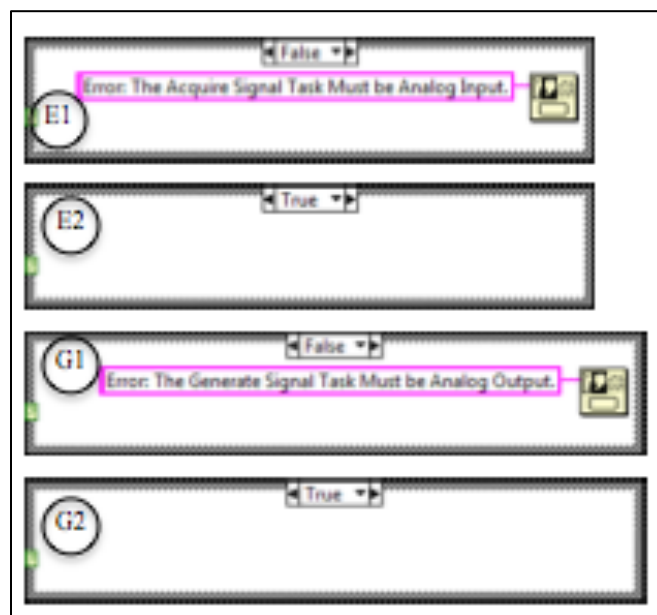 False
Error: The Acquire Signal Task Must be Analog Input.
E1
True
E2
False
G1
Error: The Generate Signal Task Must be Analog Output.
True
G2